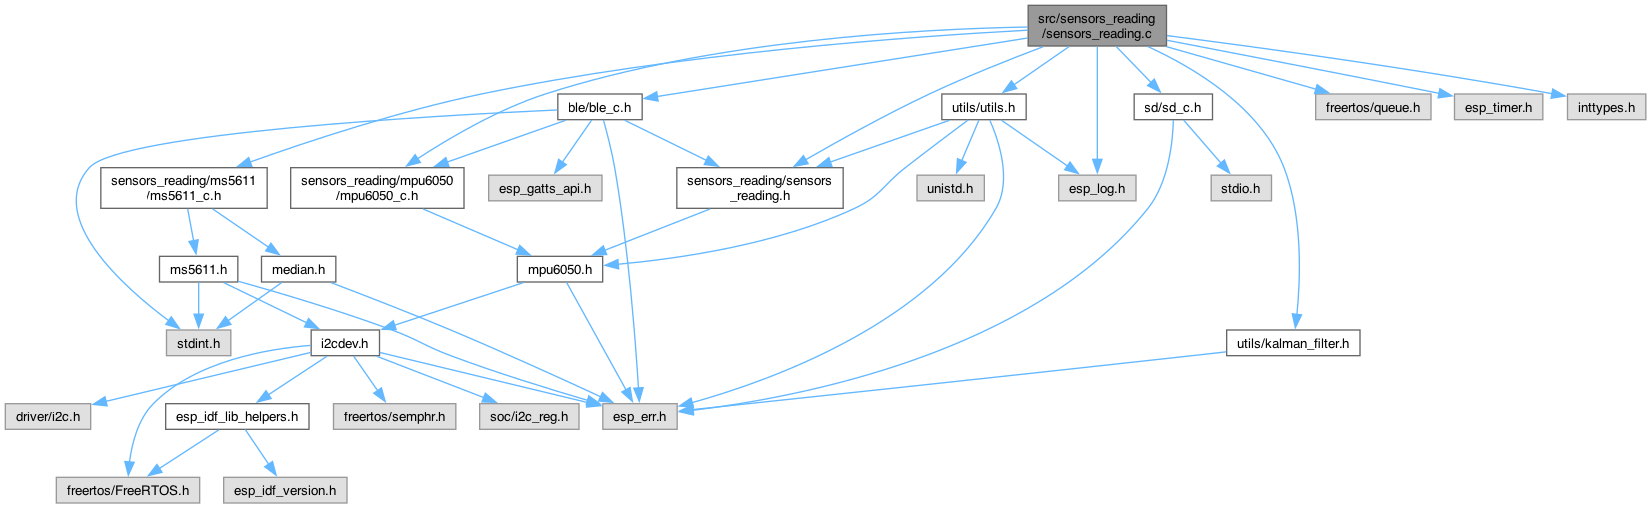 src/sensors_reading
/sensors_reading.c
ble/ble_c.h
utils/utils.h
sd/sd_c.h
freertos/queue.h
esp_timer.h
inttypes.h
sensors_reading/ms5611
/ms5611_c.h
sensors_reading/mpu6050
/mpu6050_c.h
esp_gatts_api.h
sensors_reading/sensors
_reading.h
unistd.h
esp_log.h
stdio.h
ms5611.h
median.h
mpu6050.h
stdint.h
i2cdev.h
utils/kalman_filter.h
driver/i2c.h
esp_idf_lib_helpers.h
freertos/semphr.h
soc/i2c_reg.h
esp_err.h
freertos/FreeRTOS.h
esp_idf_version.h